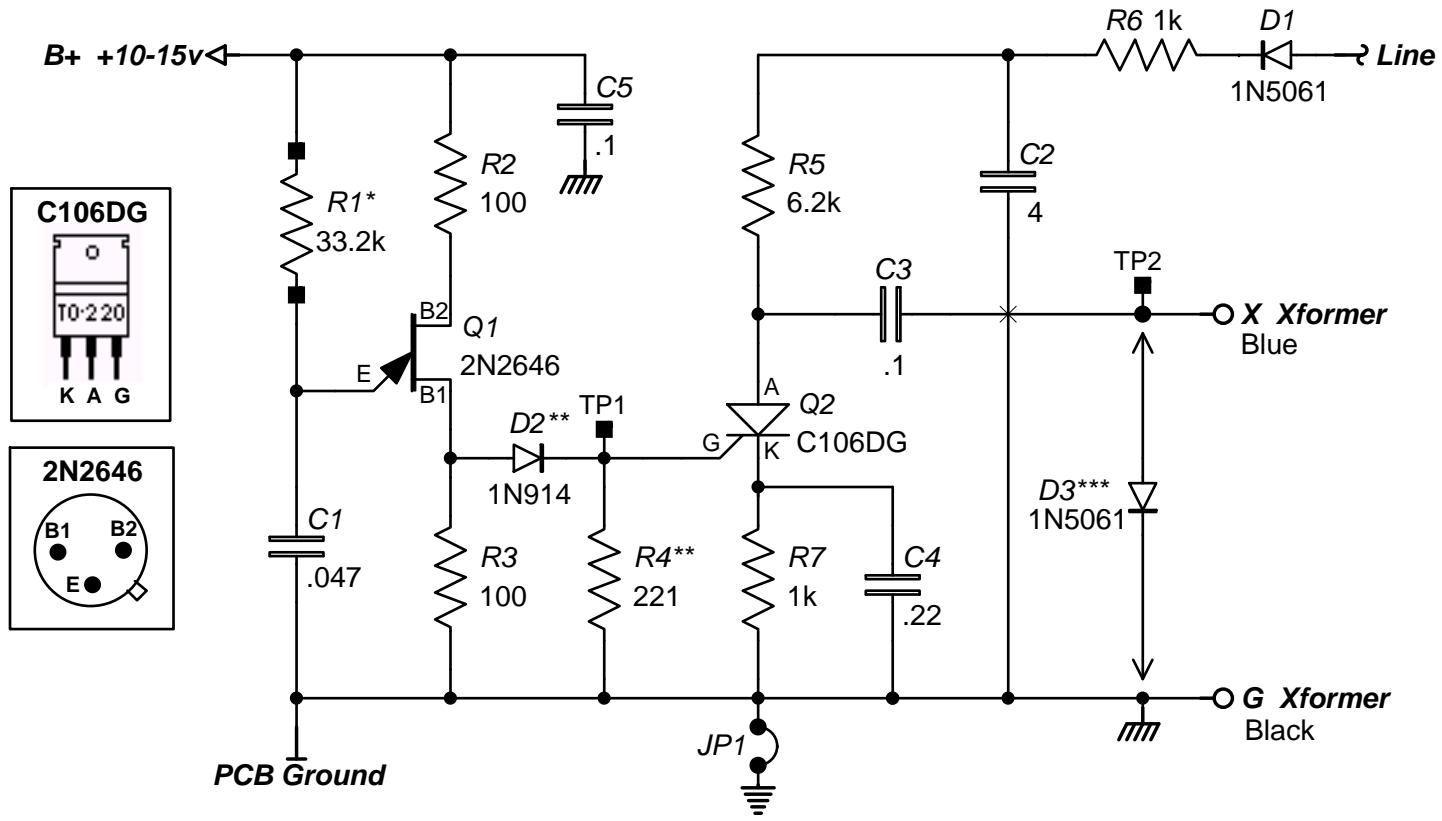 B+ +10-15v
C5
.1
R2
100
R1*
33.2k
R6 1k
D1
1N5061
Line
R5
6.2k
C2
4
C106DG
TO-220
K A G
B2
Q1
2N2646
E
B1
C3
.1
TP2
X Xformer
Blue
A
Q2
G
K
C106DG
D2**
1N914
TP1
2N2646
B1
B2
E
C1
.047
R3
100
R4**
221
R7
1k
C4
.22
D3***
1N5061
G Xformer
Black
JP1
PCB Ground